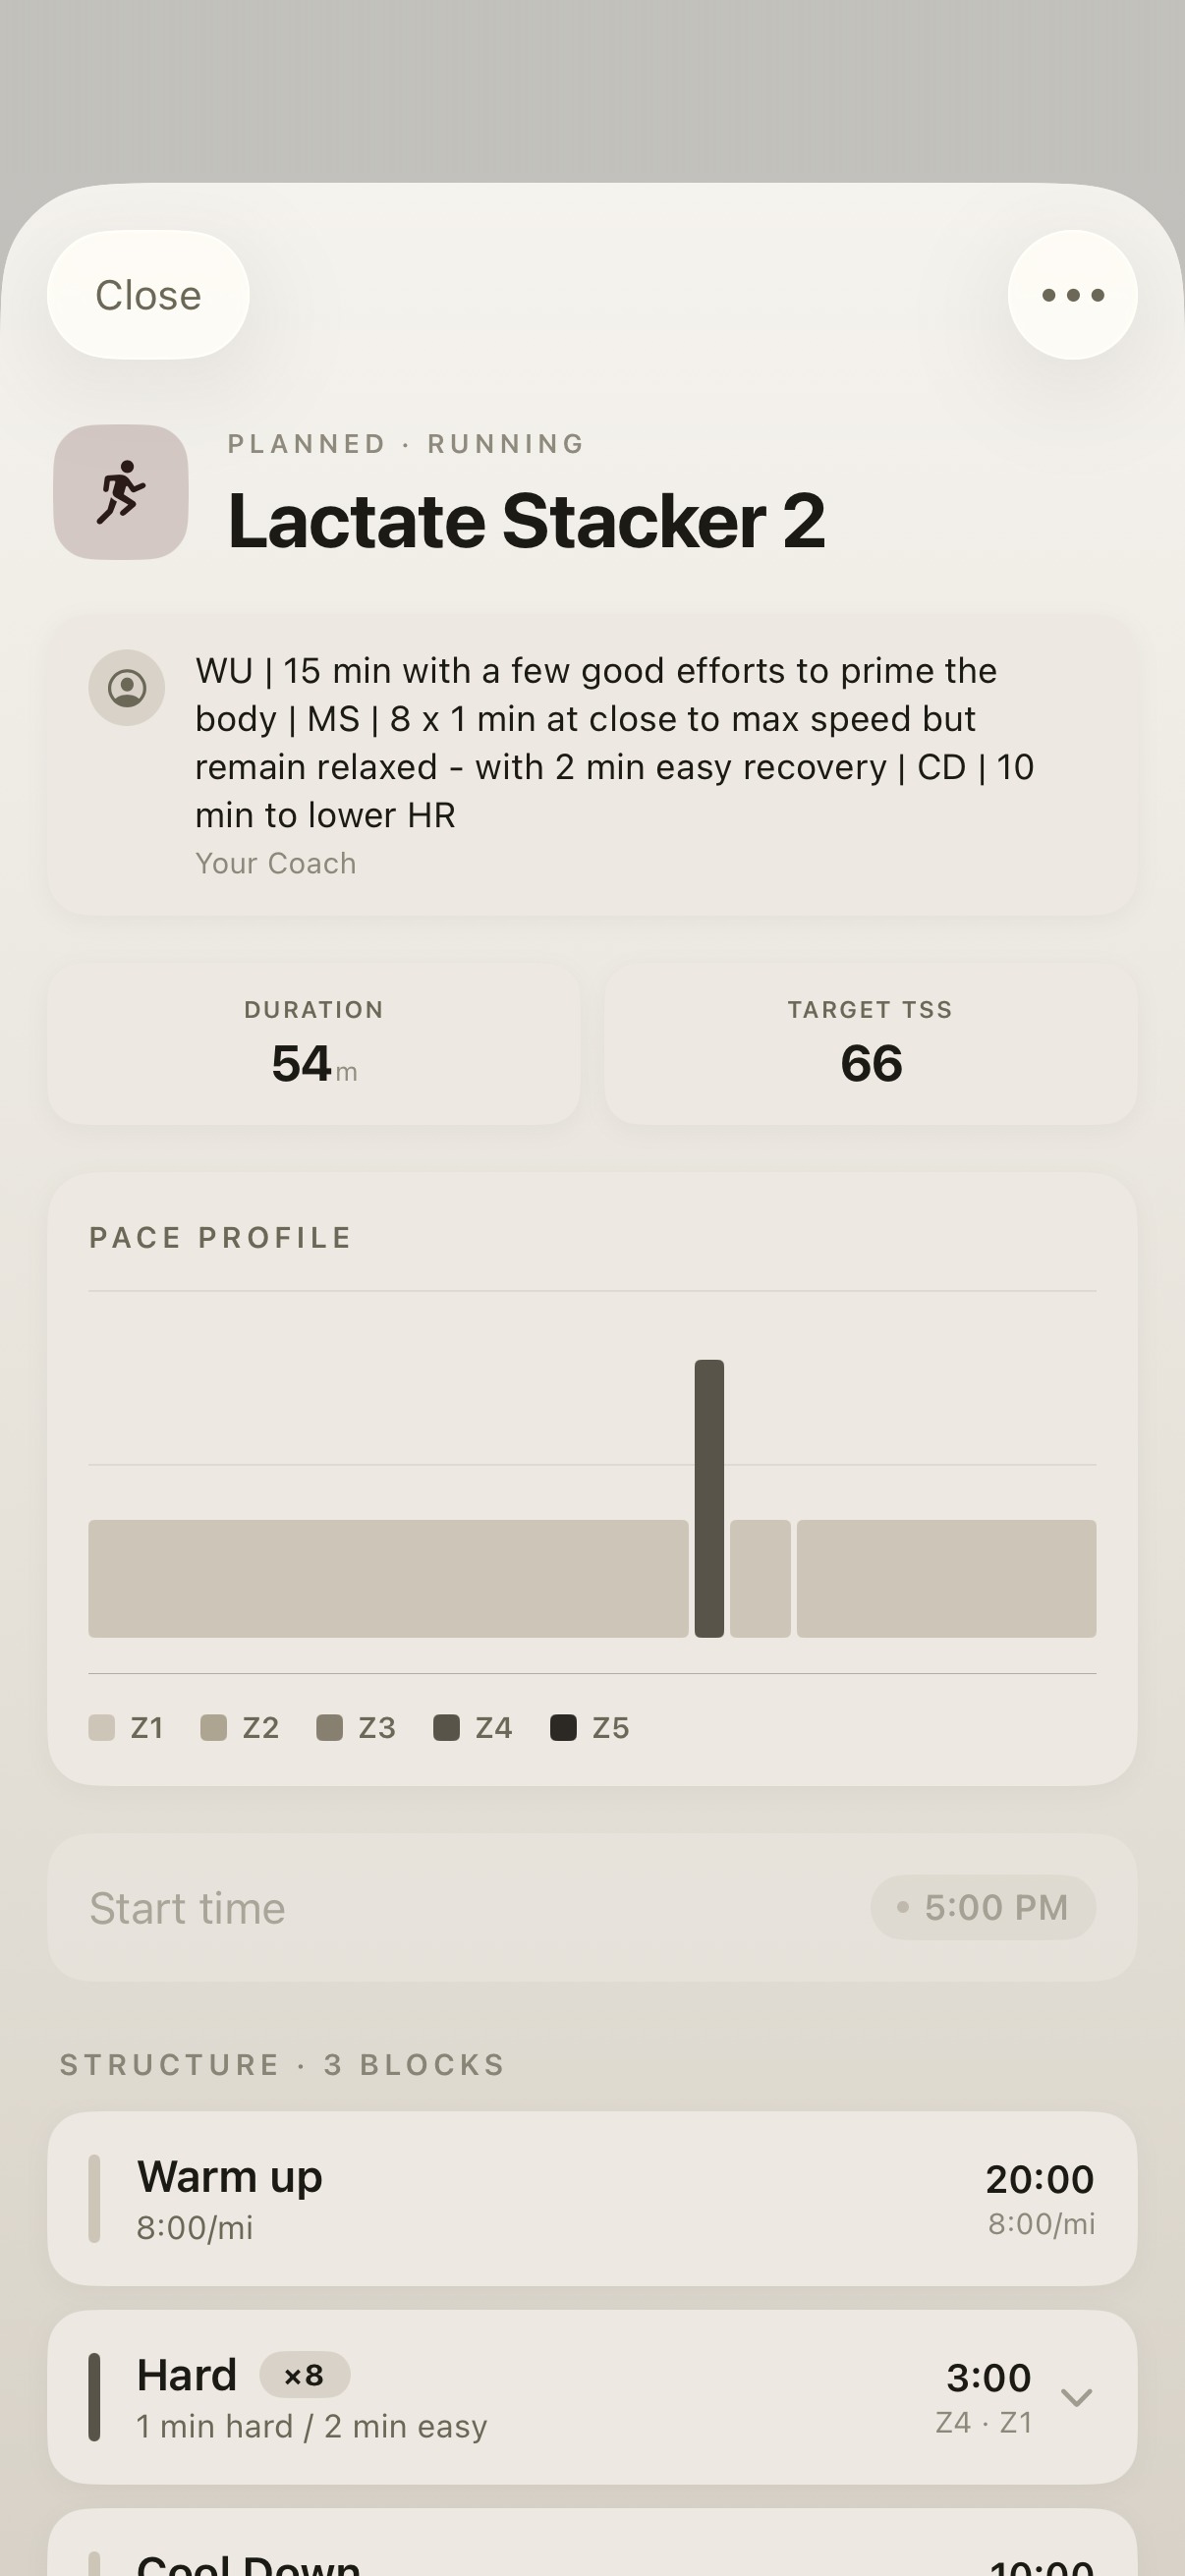 Close
PLANNED · RUNNING
Lactate Stacker 2
WU | 15 min with a few good efforts to prime the
body | MS | 8 x 1 min at close to max speed but
remain relaxed - with 2 min easy recovery | CD | 10
min to lower HR
Your Coach
DURATION
54m
TARGET TSS
66
PACE PROFILE
Z1 Z2 Z3 Z4 Z5
Start time
• 5:00 PM
STRUCTURE · 3 BLOCKS
Warm up
20:00
8:00/mi
8:00/mi
Hard ×8
3:00
1 min hard / 2 min easy
Z4 · Z1
Cool Down
10:00